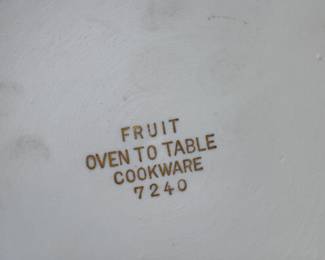 FRUIT
OVEN TO TABLE
COOKWARE
7240